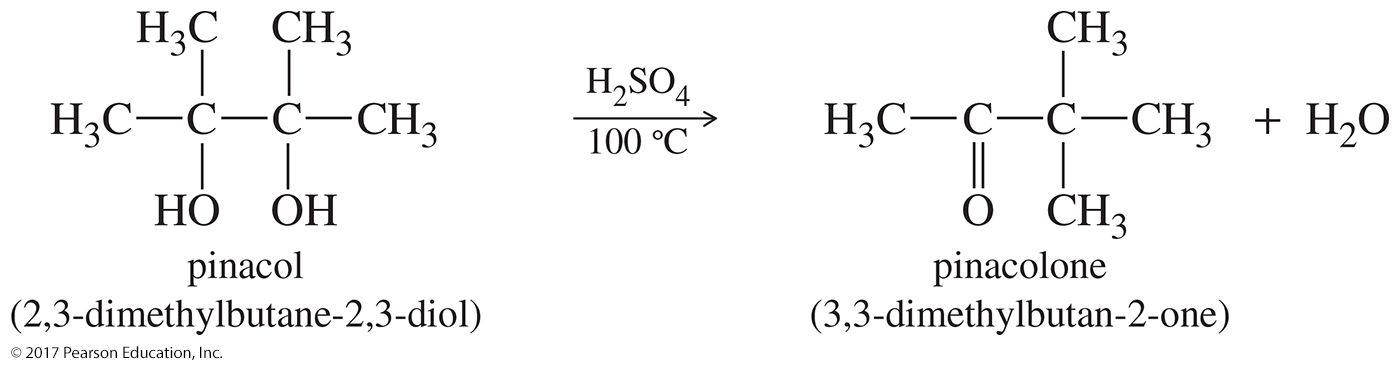 H₃C CH₃ CH₃
H₃C—C—C—CH₃ H₂SO₄ H₃C—C—C—CH₃ + H₂O
100 °C
HO OH O CH₃
pinacol pinacolone
(2,3-dimethylbutane-2,3-diol) (3,3-dimethylbutan-2-one)
© 2017 Pearson Education, Inc.